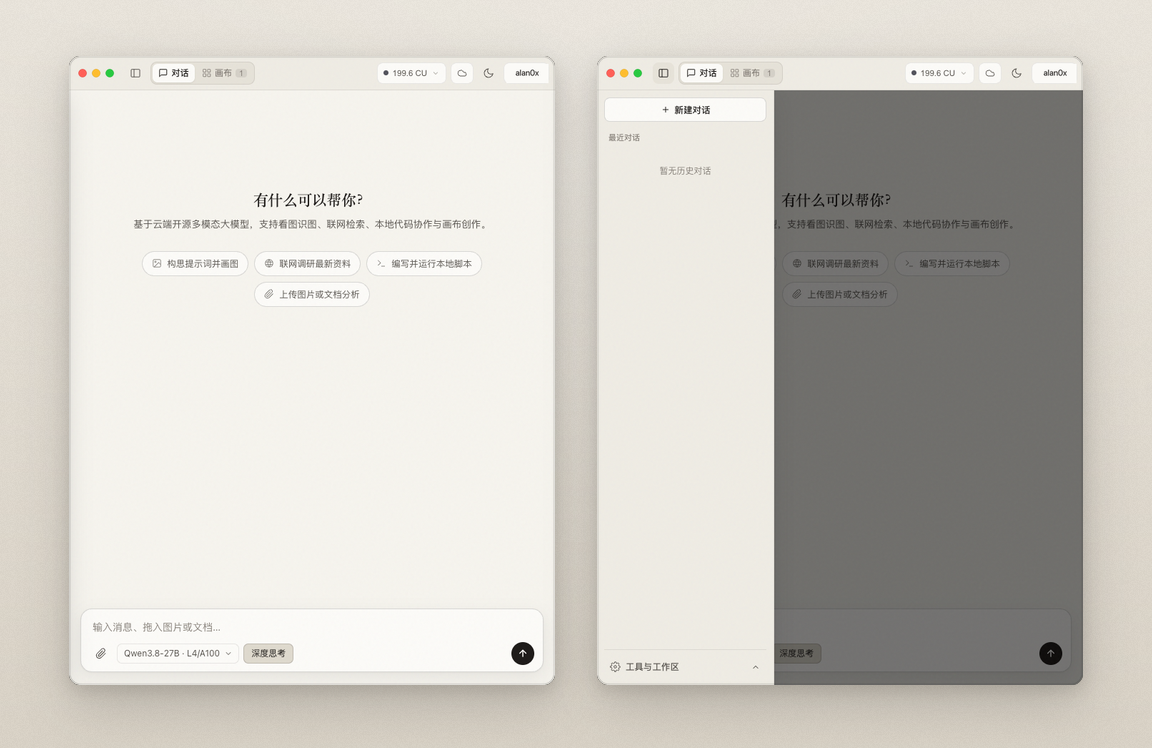 对话
画布 1
199.6 CU
alan0x
有什么可以帮你?
基于云端开源多模态大模型，支持看图识图、联网检索、本地代码协作与画布创作。
构思提示词并画图
联网调研最新资料
编写并运行本地脚本
上传图片或文档分析
输入消息、拖入图片或文档...
Qwen3.8-27B · L4/A100
深度思考
对话
画布 1
199.6 CU
alan0x
新建对话
最近对话
暂无历史对话
有什么可以帮你?
，支持看图识图、联网检索、本地代码协作与画布创作。
联网调研最新资料
编写并运行本地脚本
上传图片或文档分析
深度思考
工具与工作区